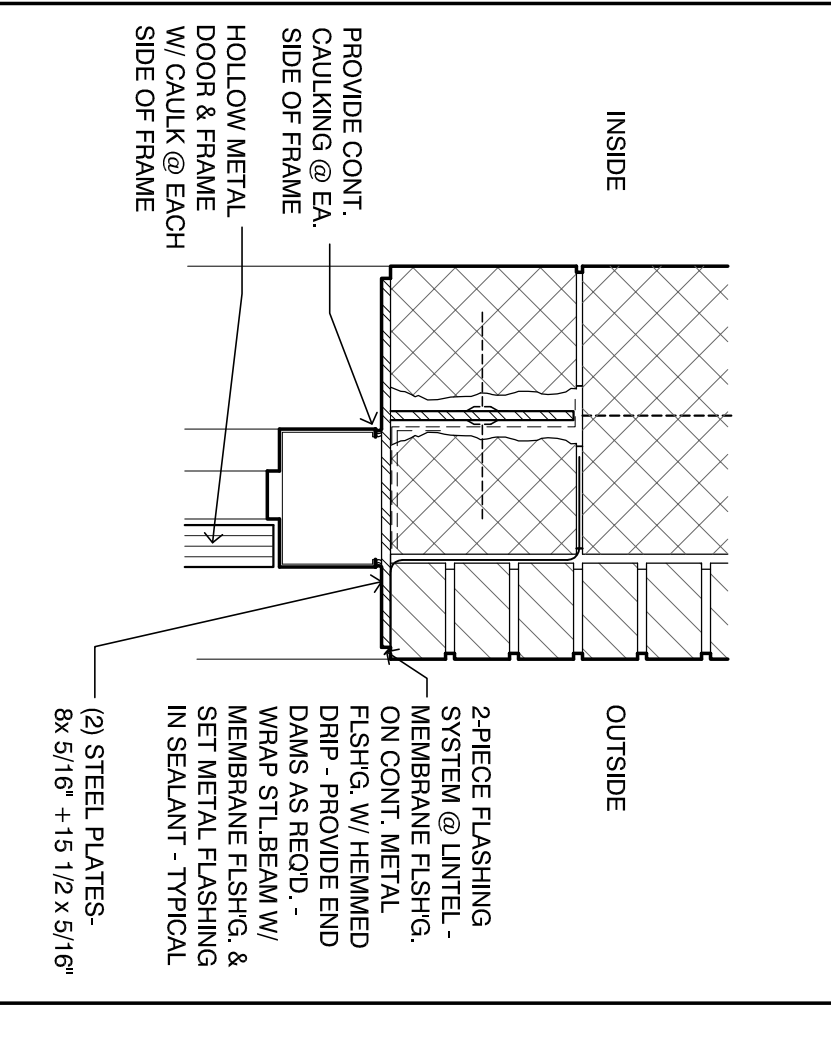 INSIDE
PROVIDE CONT.
CAULKING @ EA.
SIDE OF FRAME
HOLLOW METAL
DOOR & FRAME
W/ CAULK @ EACH
SIDE OF FRAME
OUTSIDE
2-PIECE FLASHING
SYSTEM @ LINTEL -
MEMBRANE FLSH'G.
ON CONT. METAL
FLSH'G. W/ HEMMED
DRIP - PROVIDE END
DAMS AS REQ'D. -
WRAP STL.BEAM W/
MEMBRANE FLSH'G. &
SET METAL FLASHING
IN SEALANT - TYPICAL
(2) STEEL PLATES-
8x 5/16" +15 1/2 x 5/16"